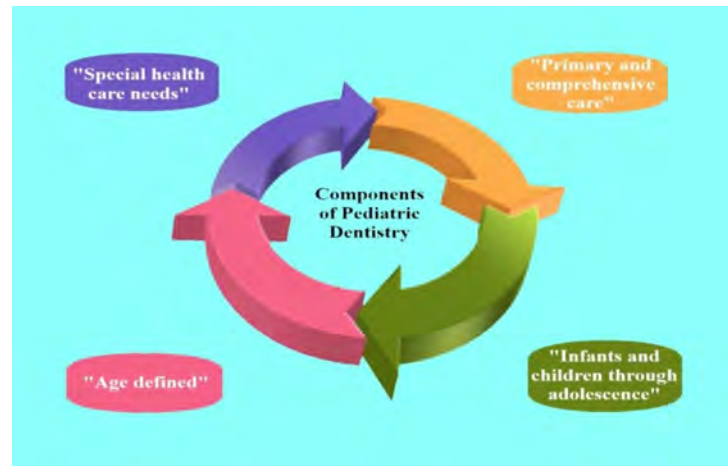 "Special health
care needs"
"Primary and
comprehensive
care"
Components
of Pediatric
Dentistry
"Age defined"
"Infants and
children through
adolescence"